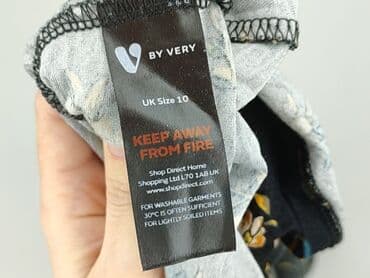 V BY VERY
UK Size 10
KEEP AWAY
FROM FIRE
Shop Direct Home
Shopping Ltd L70 1AB UK
www.shopdirect.com
FOR WASHABLE GARMENTS
30°C IS OFTEN SUFFICIENT
FOR LIGHTLY SOILED ITEMS